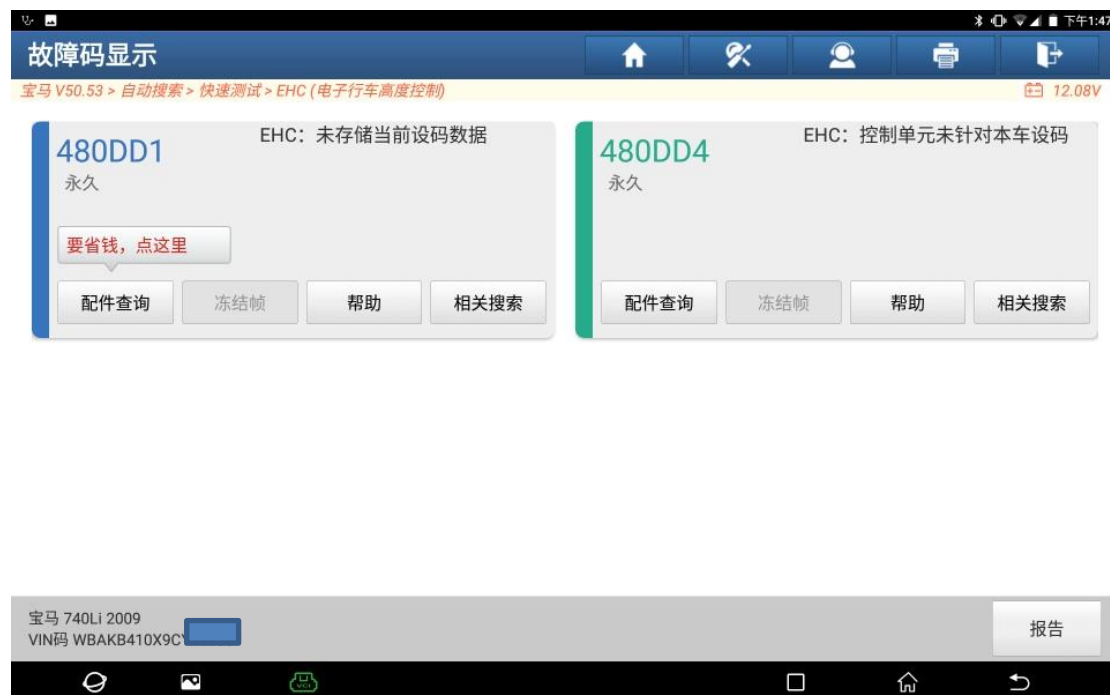 下午1:47
故障码显示
宝马 V50.53 > 自动搜索 > 快速测试 > EHC (电子行车高度控制)
12.08V
480DD1
EHC：未存储当前设码数据
永久
要省钱，点这里
配件查询
冻结帧
帮助
相关搜索
480DD4
EHC：控制单元未针对本车设码
永久
配件查询
冻结帧
帮助
相关搜索
宝马 740Li 2009
VIN码 WBAKB410X9C
报告
VCI